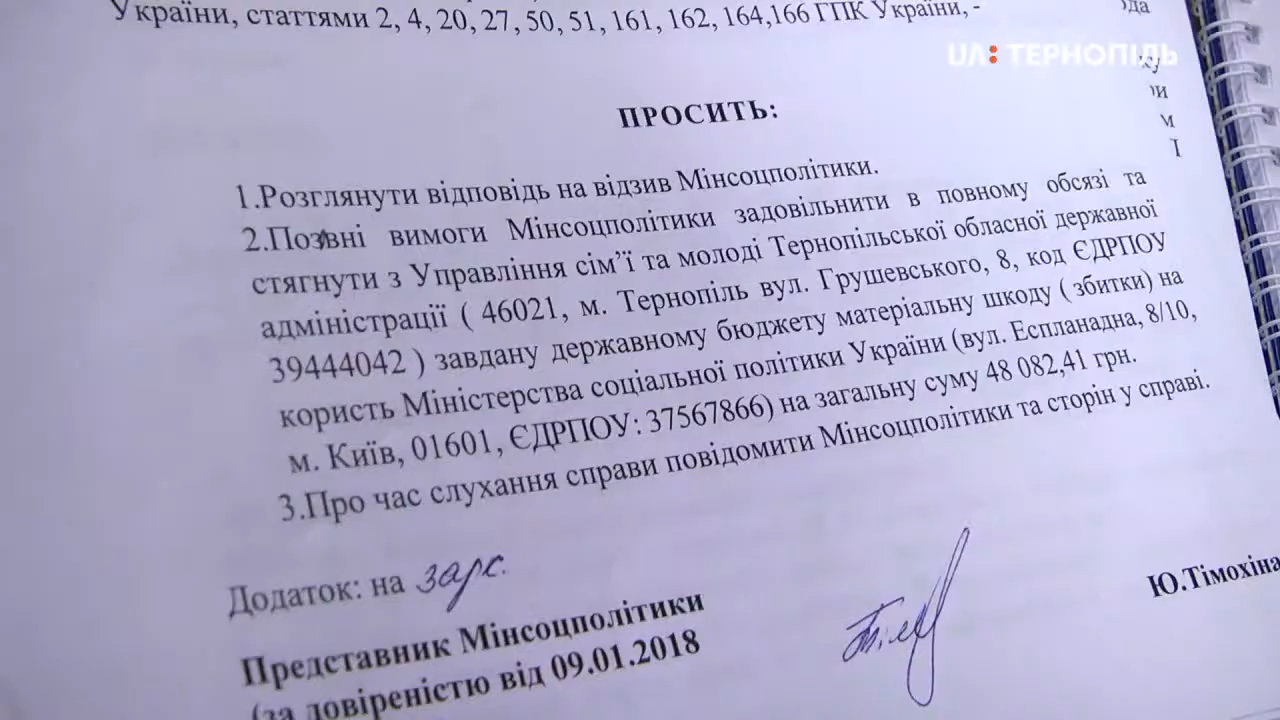 України, статтями 2, 4, 20, 27, 50, 51, 161, 162, 164,166 ГПК України, -
UA: ТЕРНОПІЛЬ
ПРОСИТЬ:
1.Розглянути відповідь на відзив Мінсоцполітики.
2.Позвні вимоги Мінсоцполітики задовільнити в повному обсязі та
стягнути з Управління сім’ї та молоді Тернопільської обласної державної
адміністрації ( 46021, м. Тернопіль вул. Грушевського, 8, код ЄДРПОУ
39444042 ) завдану державному бюджету матеріальну шкоду ( збитки) на
користь Міністерства соціальної політики України (вул. Еспланадна, 8/10,
м. Київ, 01601, ЄДРПОУ: 37567866) на загальну суму 48 082,41 грн.
3.Про час слухання справи повідомити Мінсоцполітики та сторін у справі.
Додаток: на
Представник Мінсоцполітики
Ю.Тімохіна
(за довіреністю від 09.01.2018